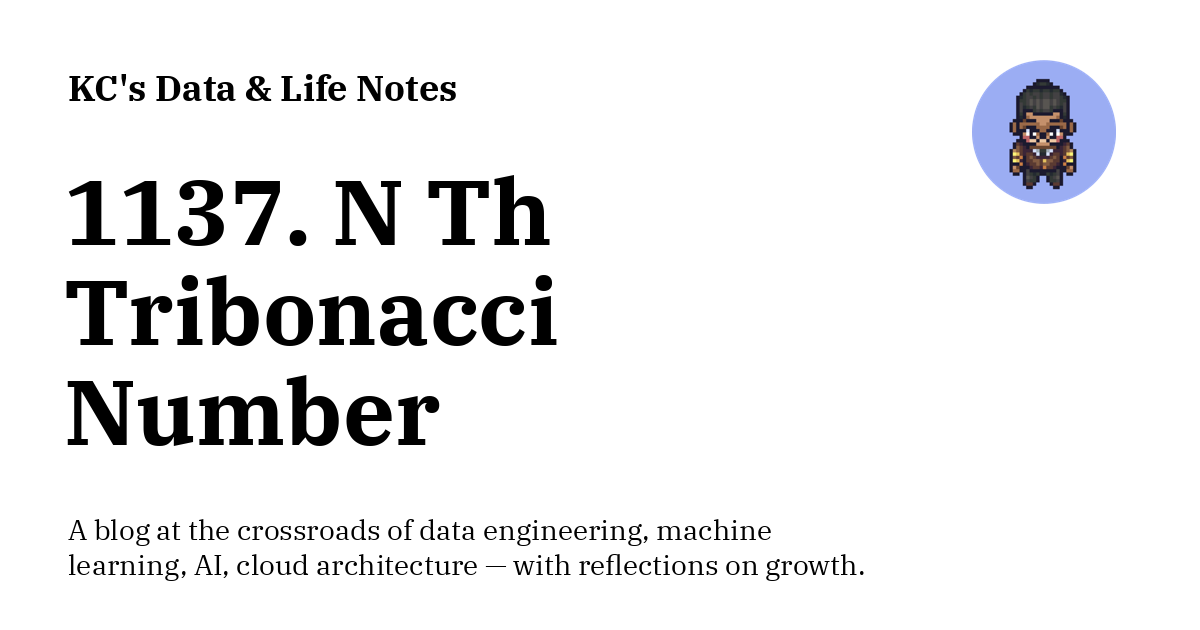 KC's Data & Life Notes
1137. N Th
Tribonacci
Number
A blog at the crossroads of data engineering, machine
learning, AI, cloud architecture — with reflections on growth.